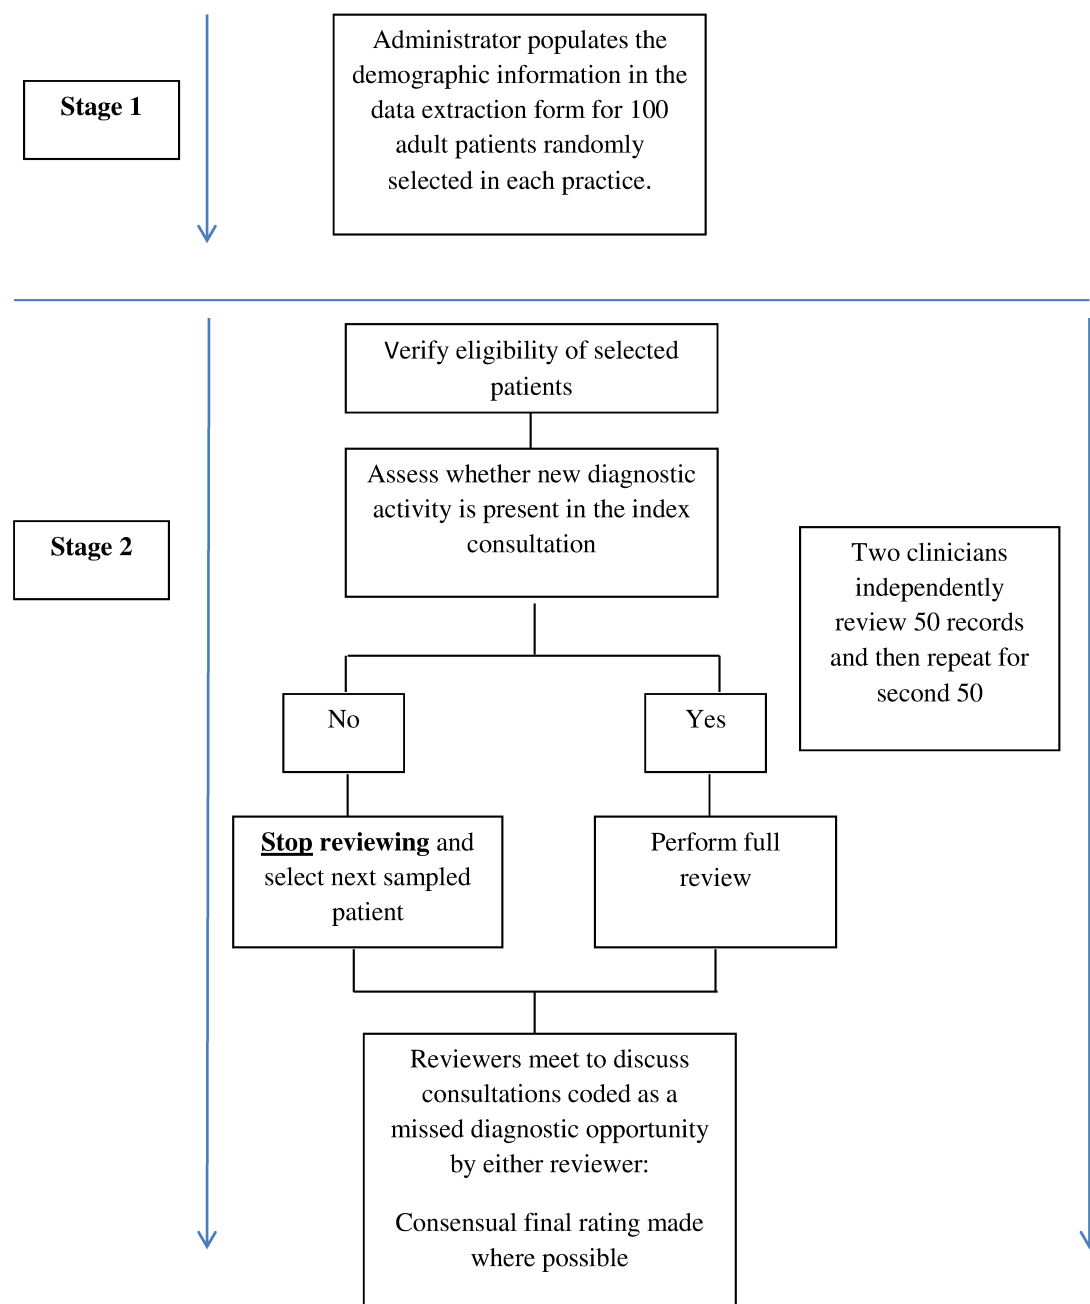 Stage 1
Administrator populates the
demographic information in the
data extraction form for 100
adult patients randomly
selected in each practice.
Verify eligibility of selected
patients
Assess whether new diagnostic
activity is present in the index
consultation
Stage 2
Two clinicians
independently
review 50 records
and then repeat for
second 50
No
Yes
Stop reviewing and
select next sampled
patient
Perform full
review
Reviewers meet to discuss
consultations coded as a
missed diagnostic opportunity
by either reviewer:
Consensual final rating made
where possible